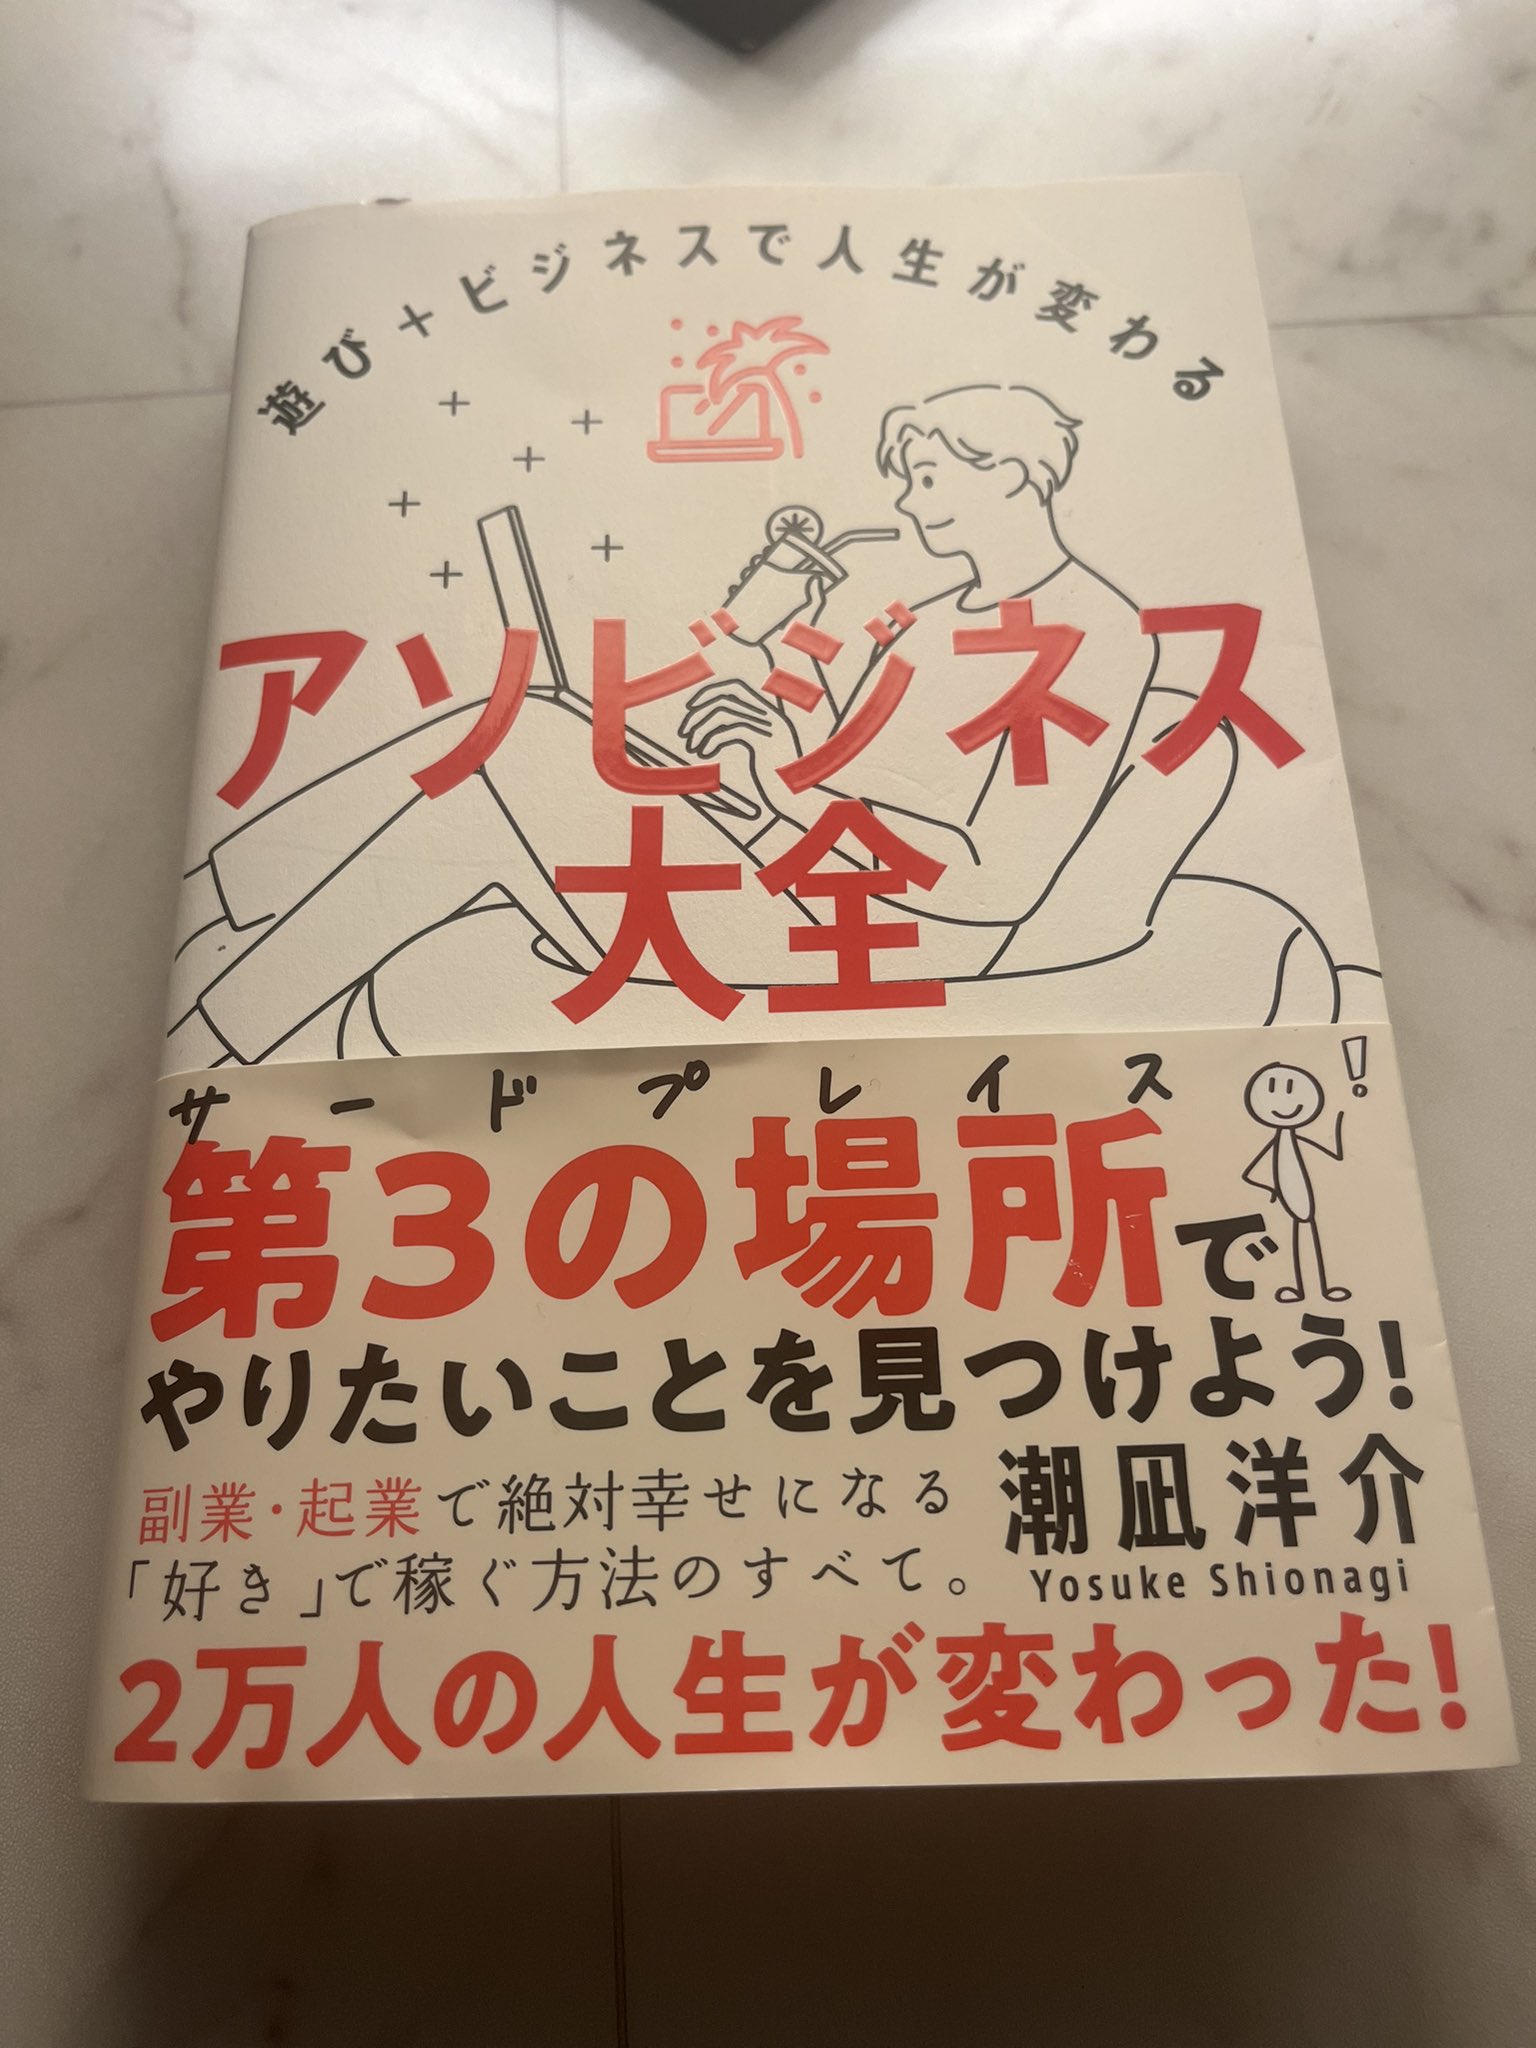 遊び+ビジネスで人生が変わる
アソビジネス
大全
サードプレイス
第3の場所で
やりたいことを見つけよう!
副業・起業で絶対幸せになる
「好き」で稼ぐ方法のすべて。
潮凪洋介
Yosuke Shionagi
2万人の人生が変わった!